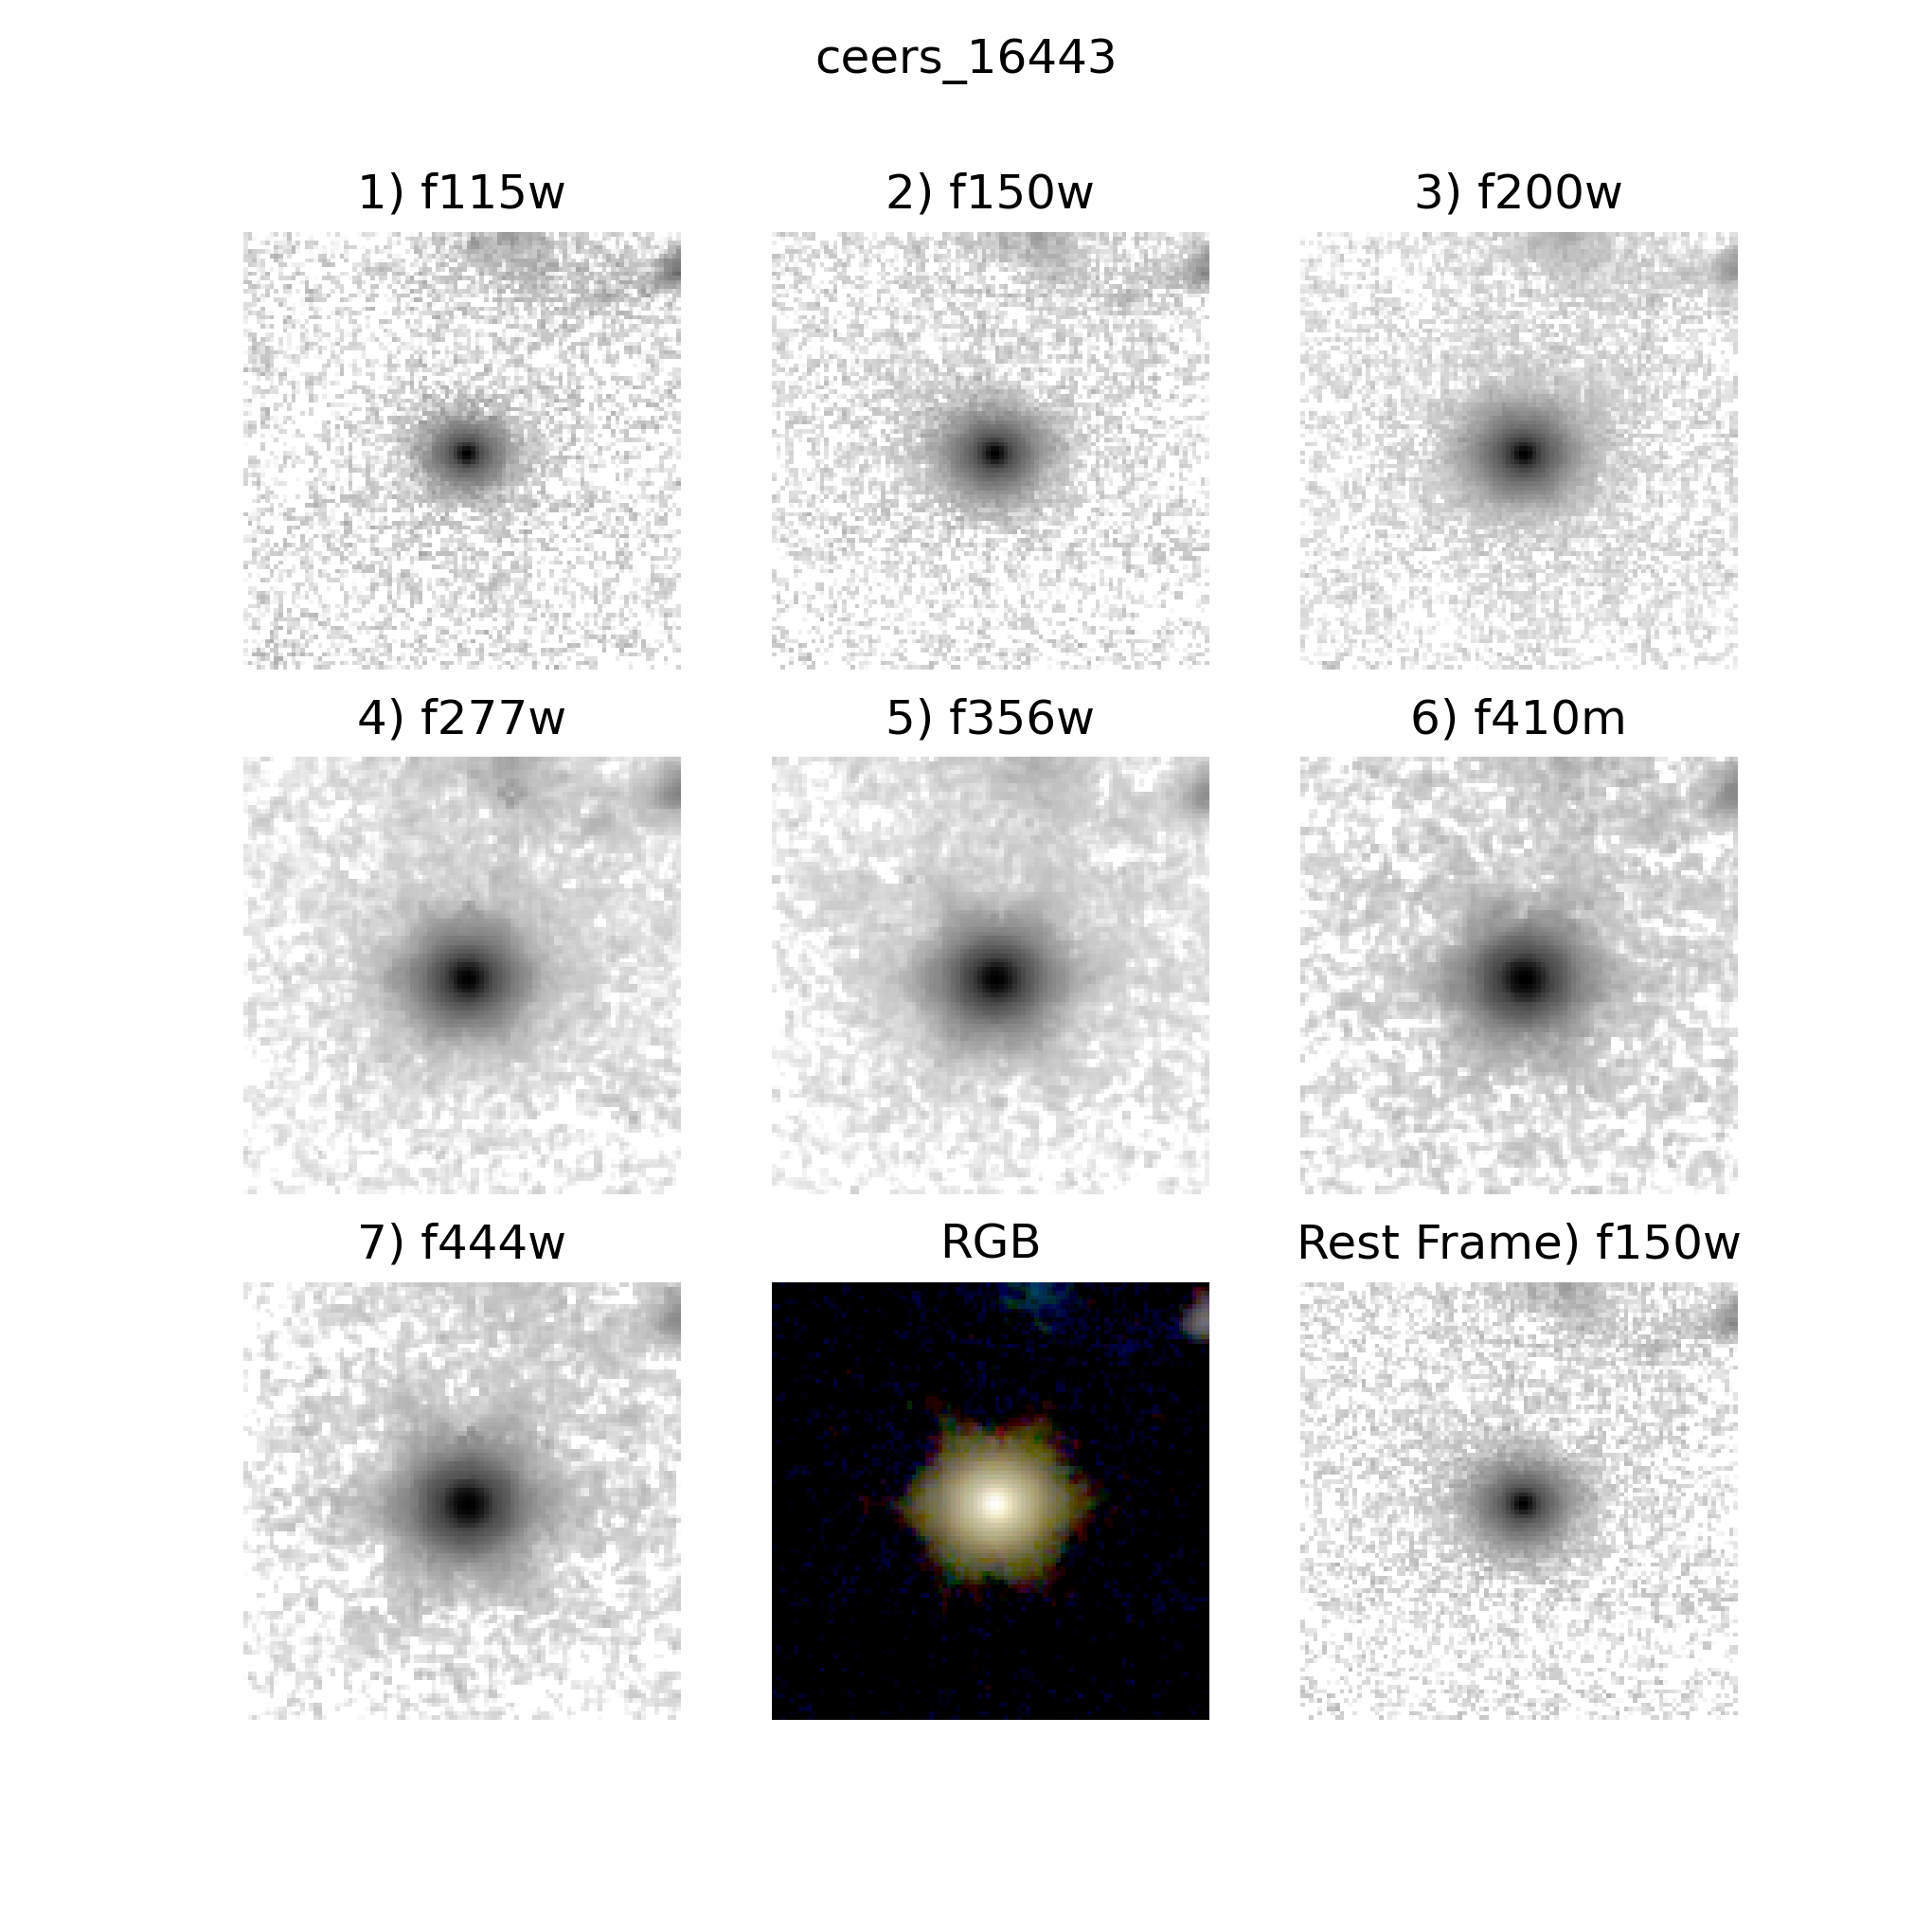 ceers_16443
1) f115w
2) f150w
3) f200w
4) f277w
5) f356w
6) f410m
7) f444w
RGB
Rest Frame) f150w